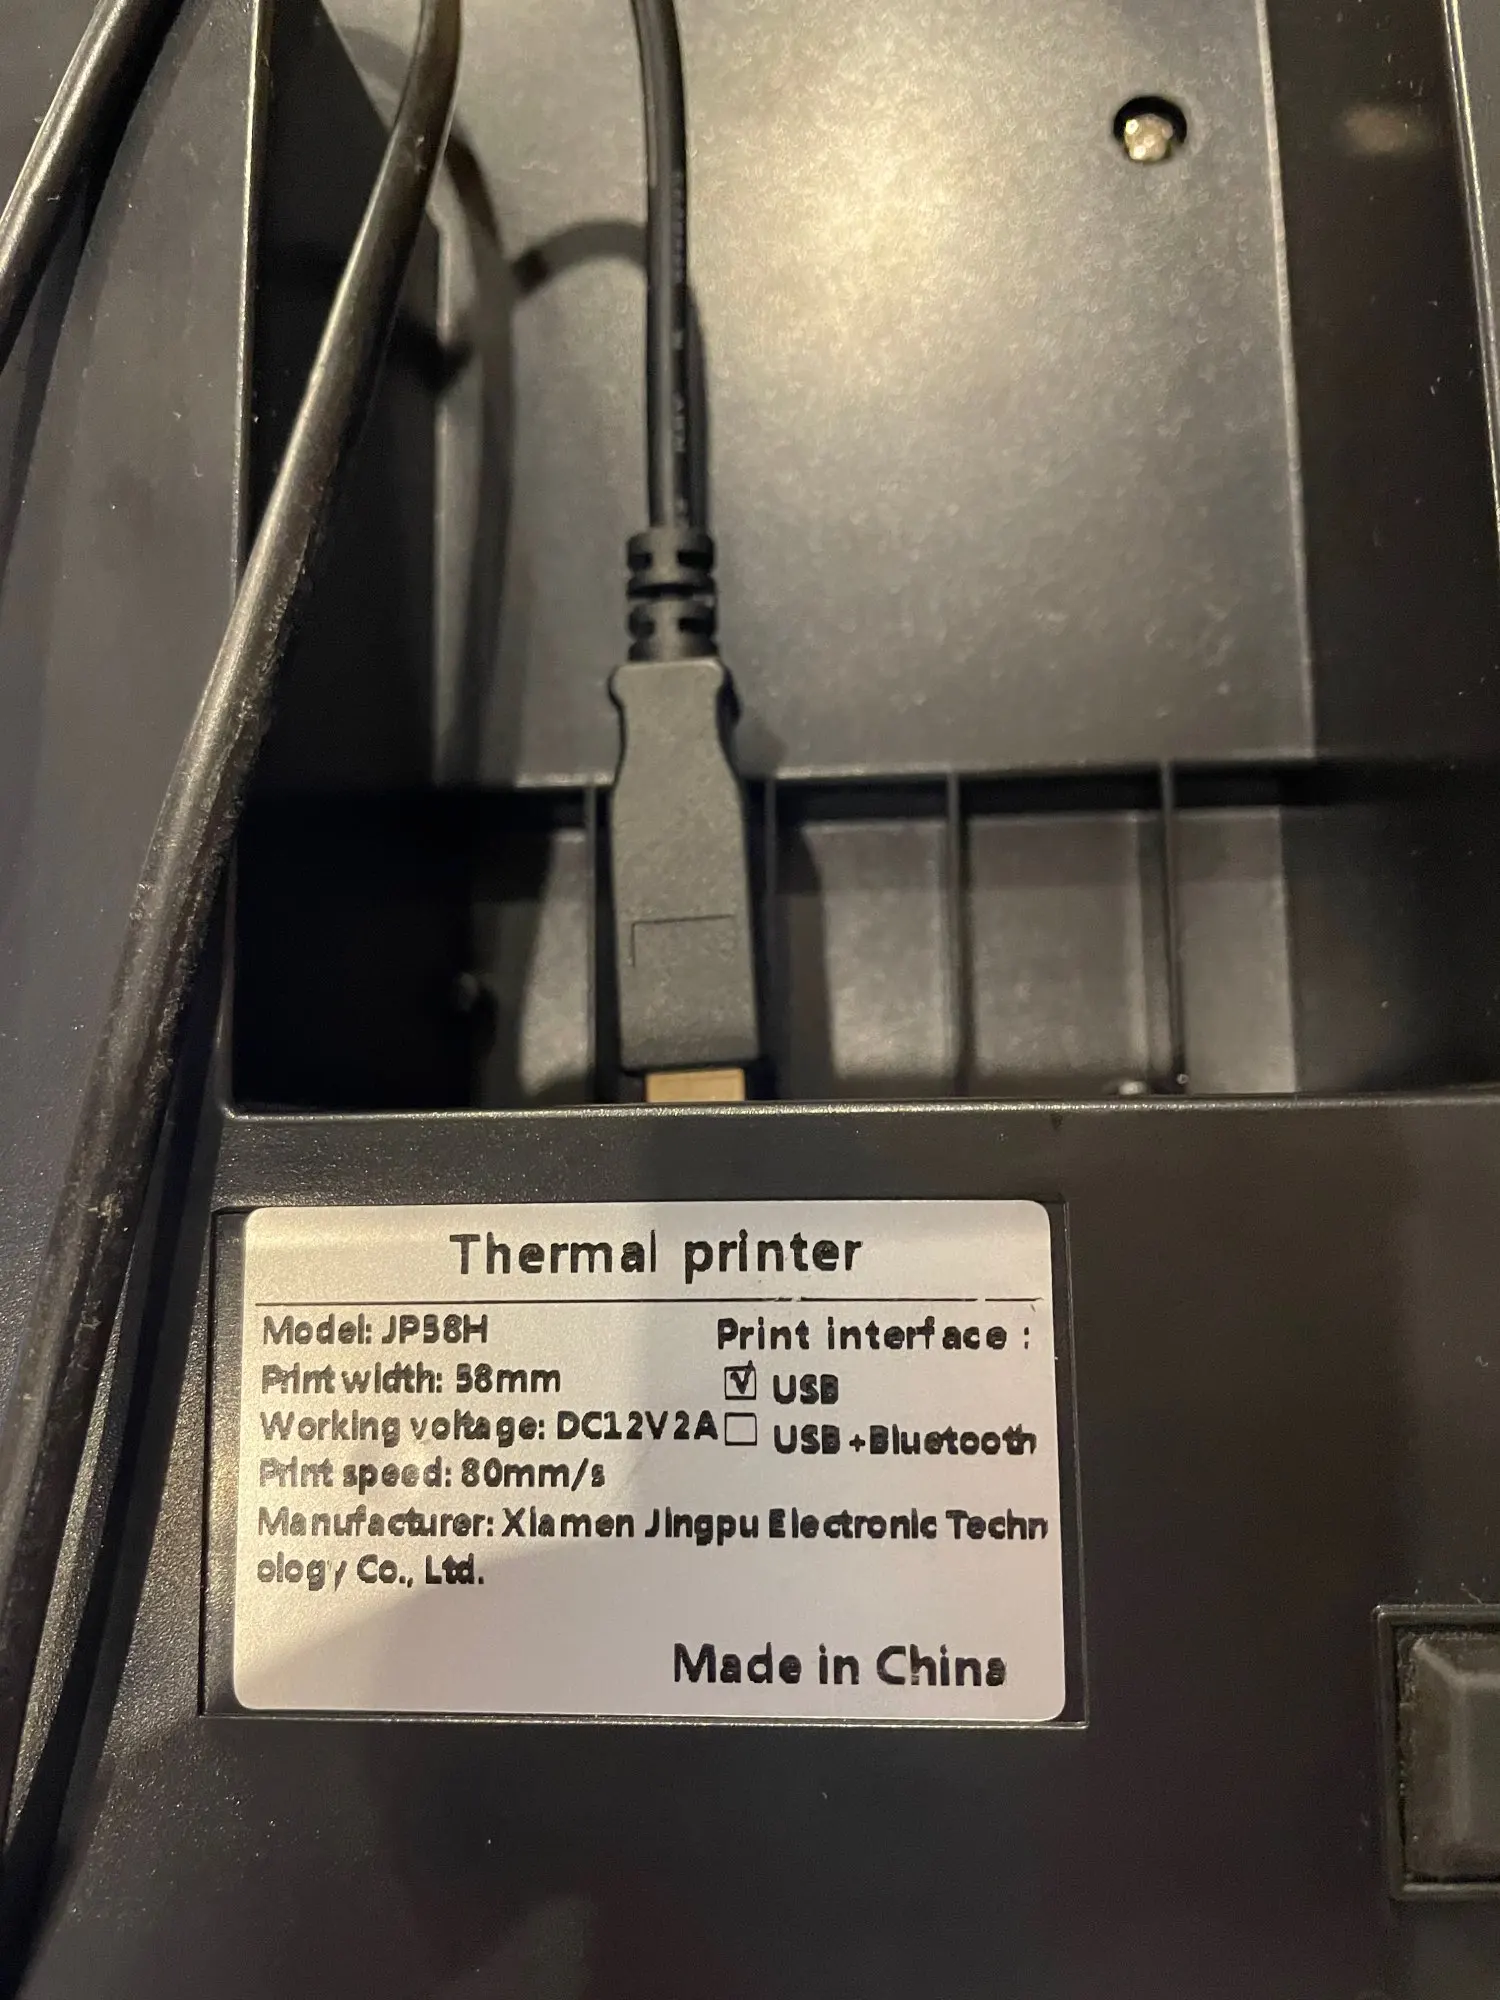 Thermal printer
Model: JP58H
Print width: 58mm
Working voltage: DC12V2A
Print speed: 80mm/s
Print interface :
☑ USB
☐ USB+Bluetooth
Manufacturer: Xiamen Jingpu Electronic Techn
ology Co., Ltd.
Made in China